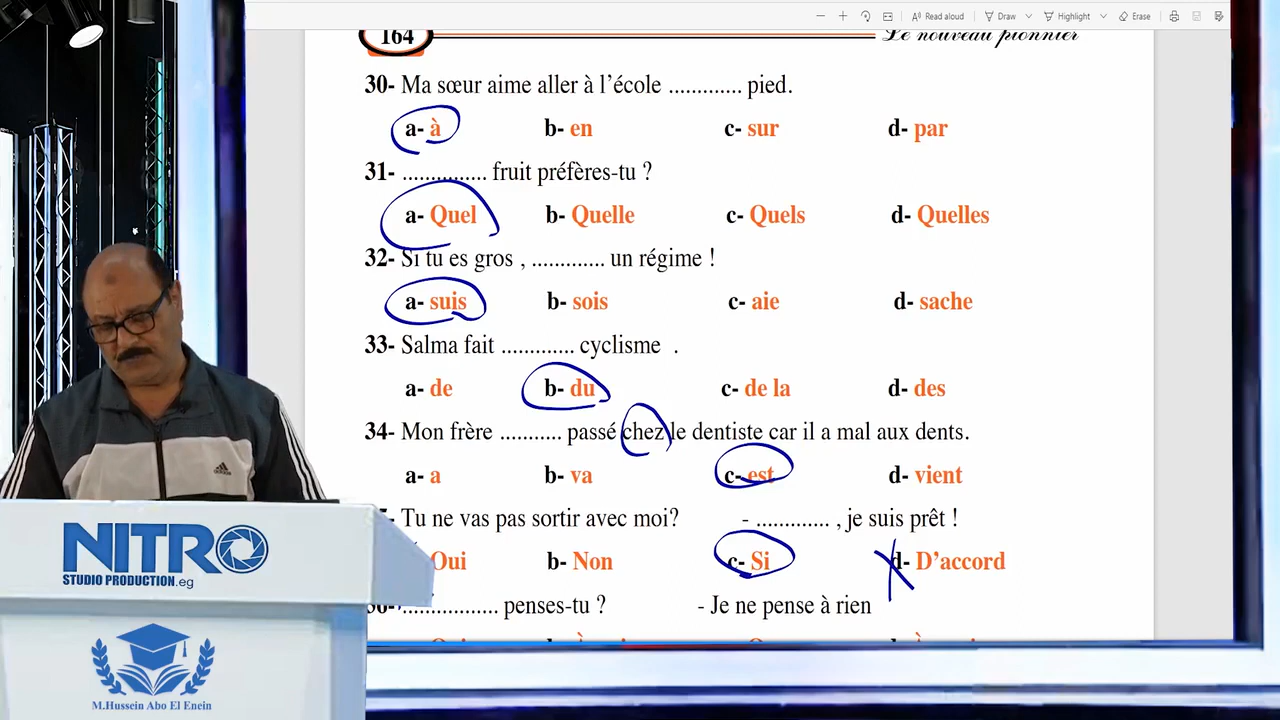 Read aloud Draw Highlight Erase
164 Le nouveau pionnier
30- Ma sœur aime aller à l'école ............. pied.
a- à b- en c- sur d- par
31- ............... fruit préfères-tu ?
a- Quel b- Quelle c- Quels d- Quelles
32- Si tu es gros , ............. un régime !
a- suis b- sois c- aie d- sache
33- Salma fait ............. cyclisme .
a- de b- du c- de la d- des
34- Mon frère ........... passé chez le dentiste car il a mal aux dents.
a- a b- va c- est d- vient
Tu ne vas pas sortir avec moi? - ............. , je suis prêt !
Oui b- Non c- Si d- D'accord
................. penses-tu ? - Je ne pense à rien
NITRO
STUDIO PRODUCTION.eg
M.Hussein Abo El Enein